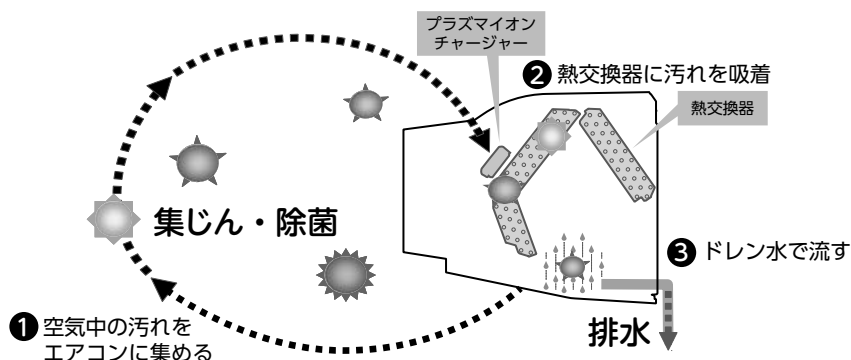 プラズマイオン
チャージャー
❷ 熱交換器に汚れを吸着
熱交換器
集じん・除菌
❸ ドレン水で流す
❶ 空気中の汚れを
エアコンに集める
排水